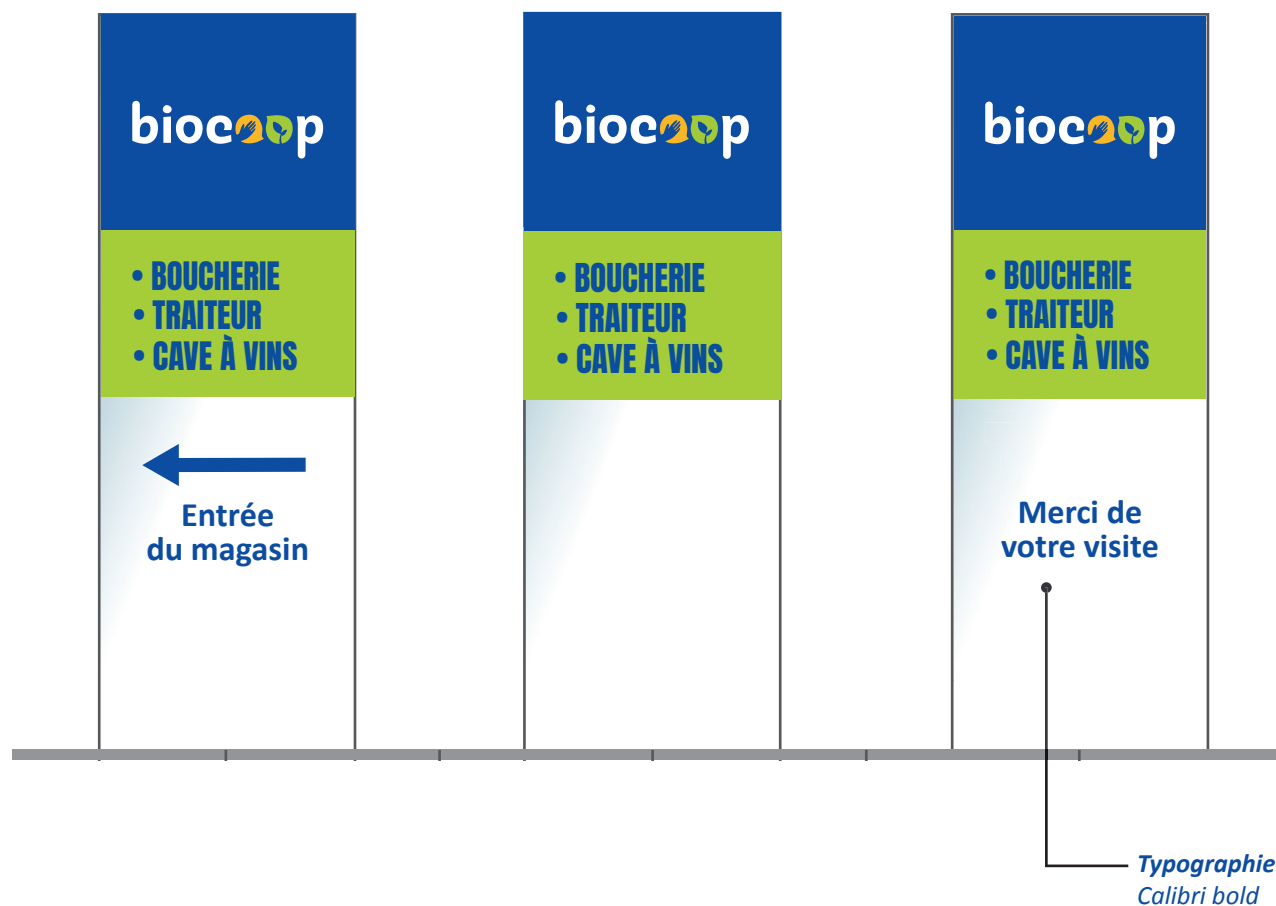 biocoop
• BOUCHERIE
• TRAITEUR
• CAVE À VINS
Entrée
du magasin
biocoop
• BOUCHERIE
• TRAITEUR
• CAVE À VINS
biocoop
• BOUCHERIE
• TRAITEUR
• CAVE À VINS
Merci de
votre visite
Typographie
Calibri bold